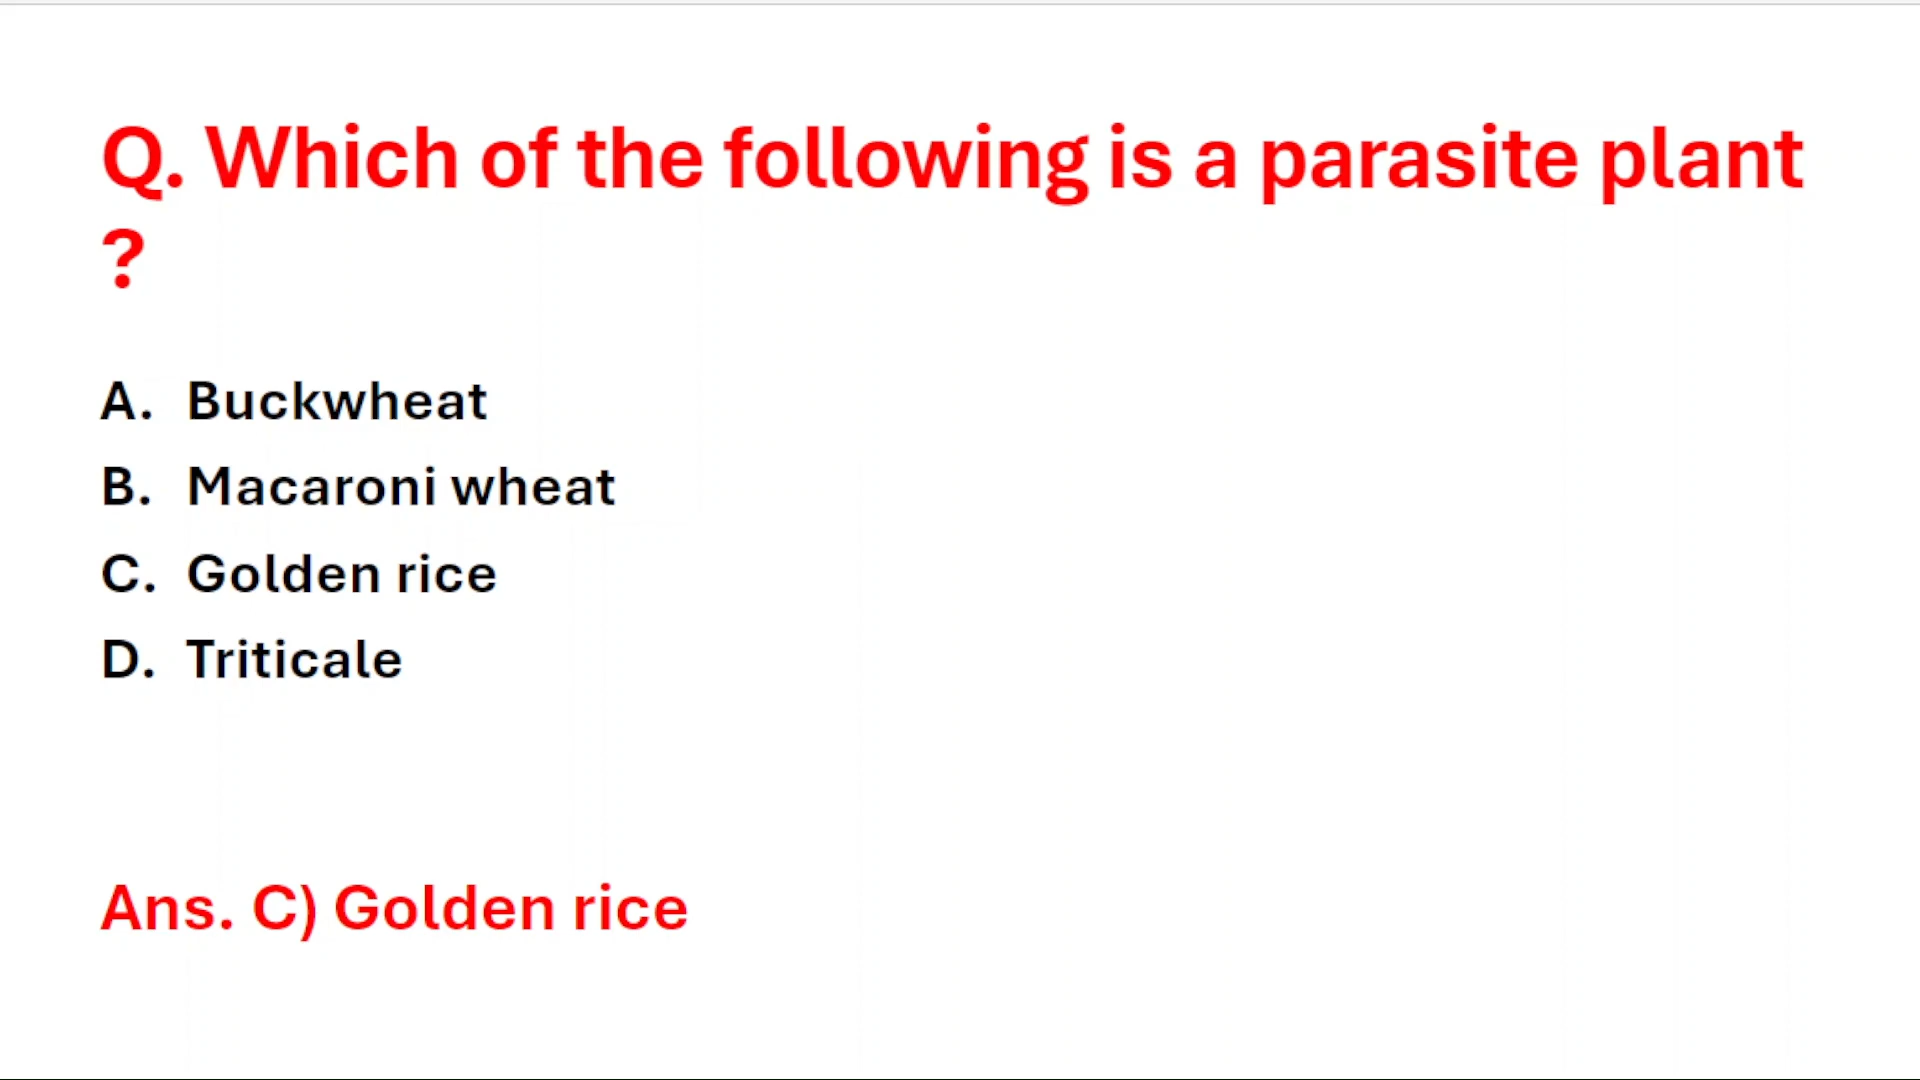 Q. Which of the following is a parasite plant
?
A. Buckwheat
B. Macaroni wheat
C. Golden rice
D. Triticale
Ans. C) Golden rice